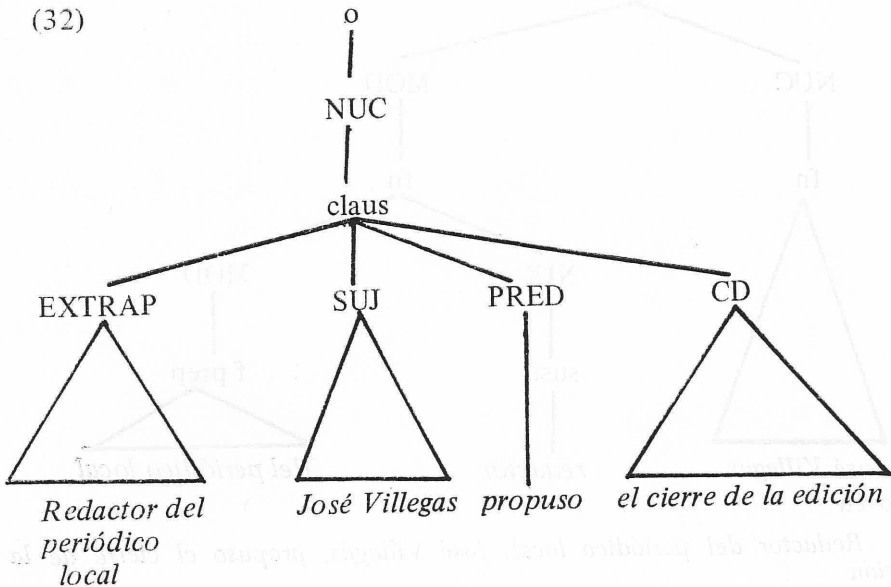 (32)
o
NUC
claus
EXTRAP SUJ PRED CD
Redactor del José Villegas propuso el cierre de la edición
periódico
local